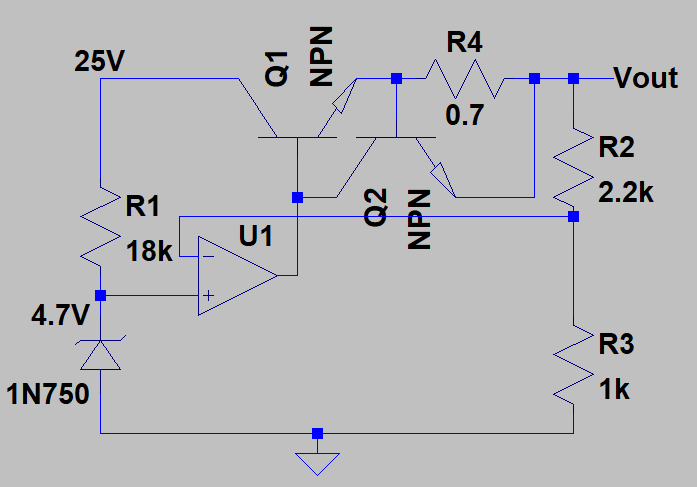 25V
Q1
NPN
R4
0.7
Vout
R1
18k
U1
Q2
NPN
R2
2.2k
4.7V
1N750
R3
1k